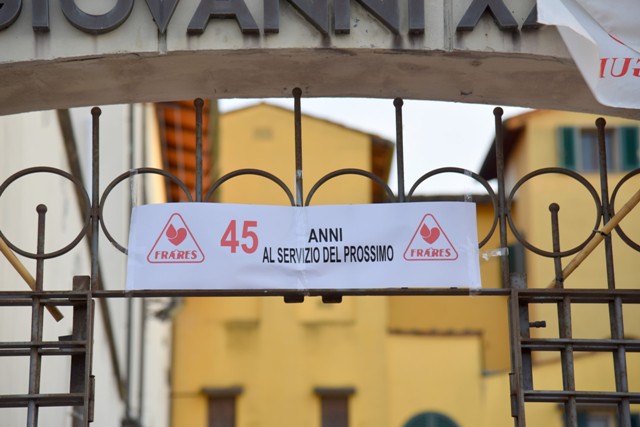 GIOVANNI
FRATRES
45
ANNI
AL SERVIZIO DEL PROSSIMO
FRATRES